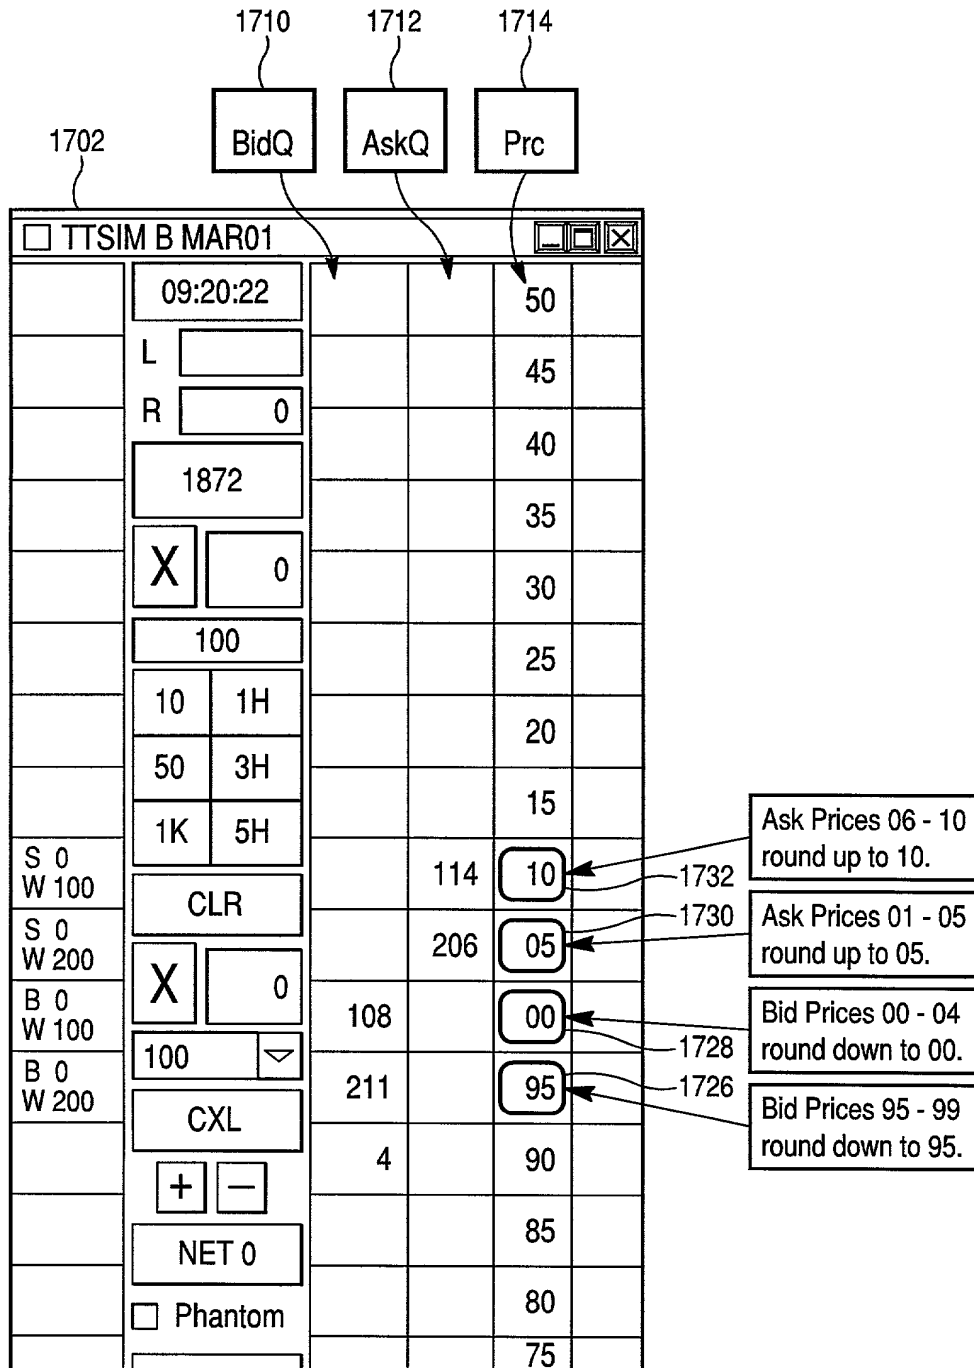 1710 1712 1714
BidQ AskQ Prc
1702
TTSIM B MAR01
09:20:22 50
L 45
R 0
40
1872
35
X 0 30
100 25
10 1H
20
50 3H
15
1K 5H
Ask Prices 06 - 10
round up to 10.
S 0
W 100
114 10 1732
CLR
1730
Ask Prices 01 - 05
round up to 05.
S 0
W 200
206 05
X 0
Bid Prices 00 - 04
round down to 00.
B 0
W 100
108 00
1728
100
B 0
W 200
211 95 1726
Bid Prices 95 - 99
round down to 95.
CXL
4 90
+ −
85
NET 0
80
Phantom
75